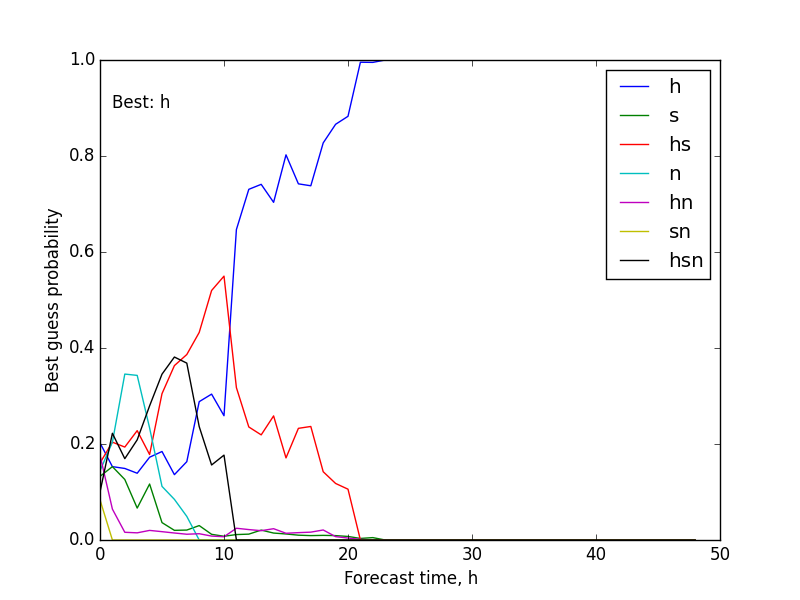 1.0
0.8
0.6
0.4
0.2
0.0
Best guess probability
Best: h
h
s
hs
n
hn
sn
hsn
0 10 20 30 40 50
Forecast time, h